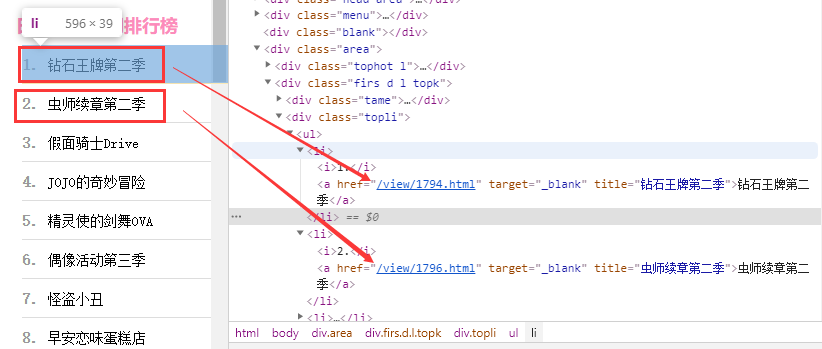 li 596 × 39
排行榜
1. 钻石王牌第二季
2. 虫师续章第二季
3. 假面骑士Drive
4. JOJO的奇妙冒险
5. 精灵使的剑舞OVA
6. 偶像活动第三季
7. 怪盗小丑
8. 早安恋味蛋糕店
▶<div class="menu">…</div>
<div class="blank"></div>
▼<div class="area">
▶<div class="tophot l">…</div>
▼<div class="firs d l topk">
▶<div class="tame">…</div>
▼<div class="topli">
▼<ul>
▼<li>
<i>1.</i>
<a href="/view/1794.html" target="_blank" title="钻石王牌第二季">钻石王牌第二
季</a>
… </li> == $0
▼<li>
<i>2.</i>
<a href="/view/1796.html" target="_blank" title="虫师续章第二季">虫师续章第二
季</a>
</li>
▶<li>…</li>
html body div.area div.firs.d.l.topk div.topli ul li